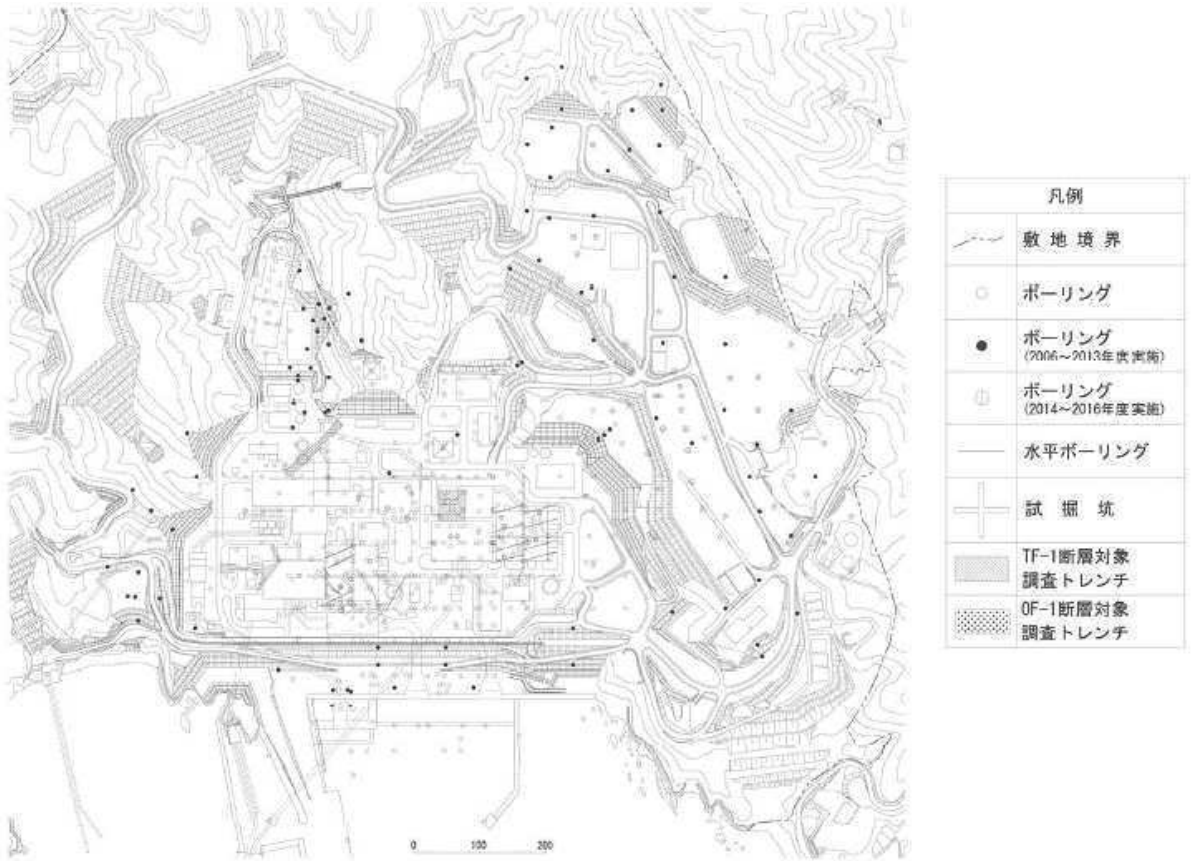 凡例
敷地境界
ボーリング
ボーリング
(2006～2013年度実施)
ボーリング
(2014～2016年度実施)
水平ボーリング
試掘坑
TF-1断層対象
調査トレンチ
OF-1断層対象
調査トレンチ
0 100 200